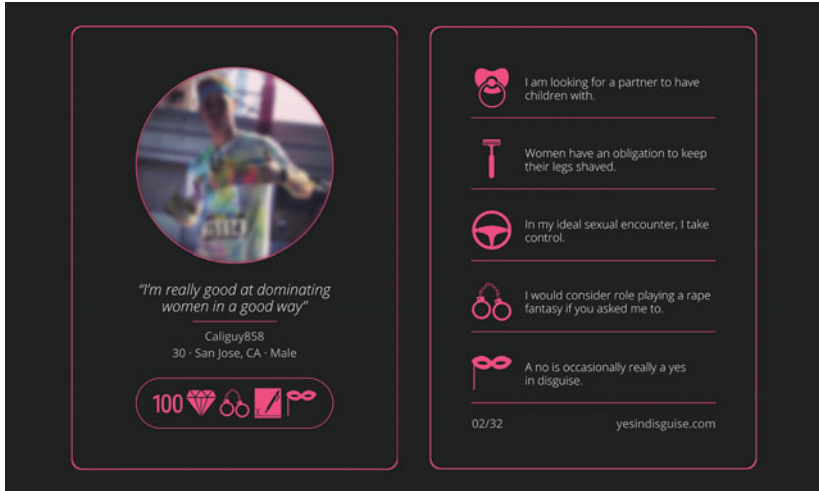 "I'm really good at dominating
women in a good way"
Caliguy858
30 · San Jose, CA · Male
100
I am looking for a partner to have
children with.
Women have an obligation to keep
their legs shaved.
In my ideal sexual encounter, I take
control.
I would consider role playing a rape
fantasy if you asked me to.
A no is occasionally really a yes
in disguise.
02/32
yesindisguise.com